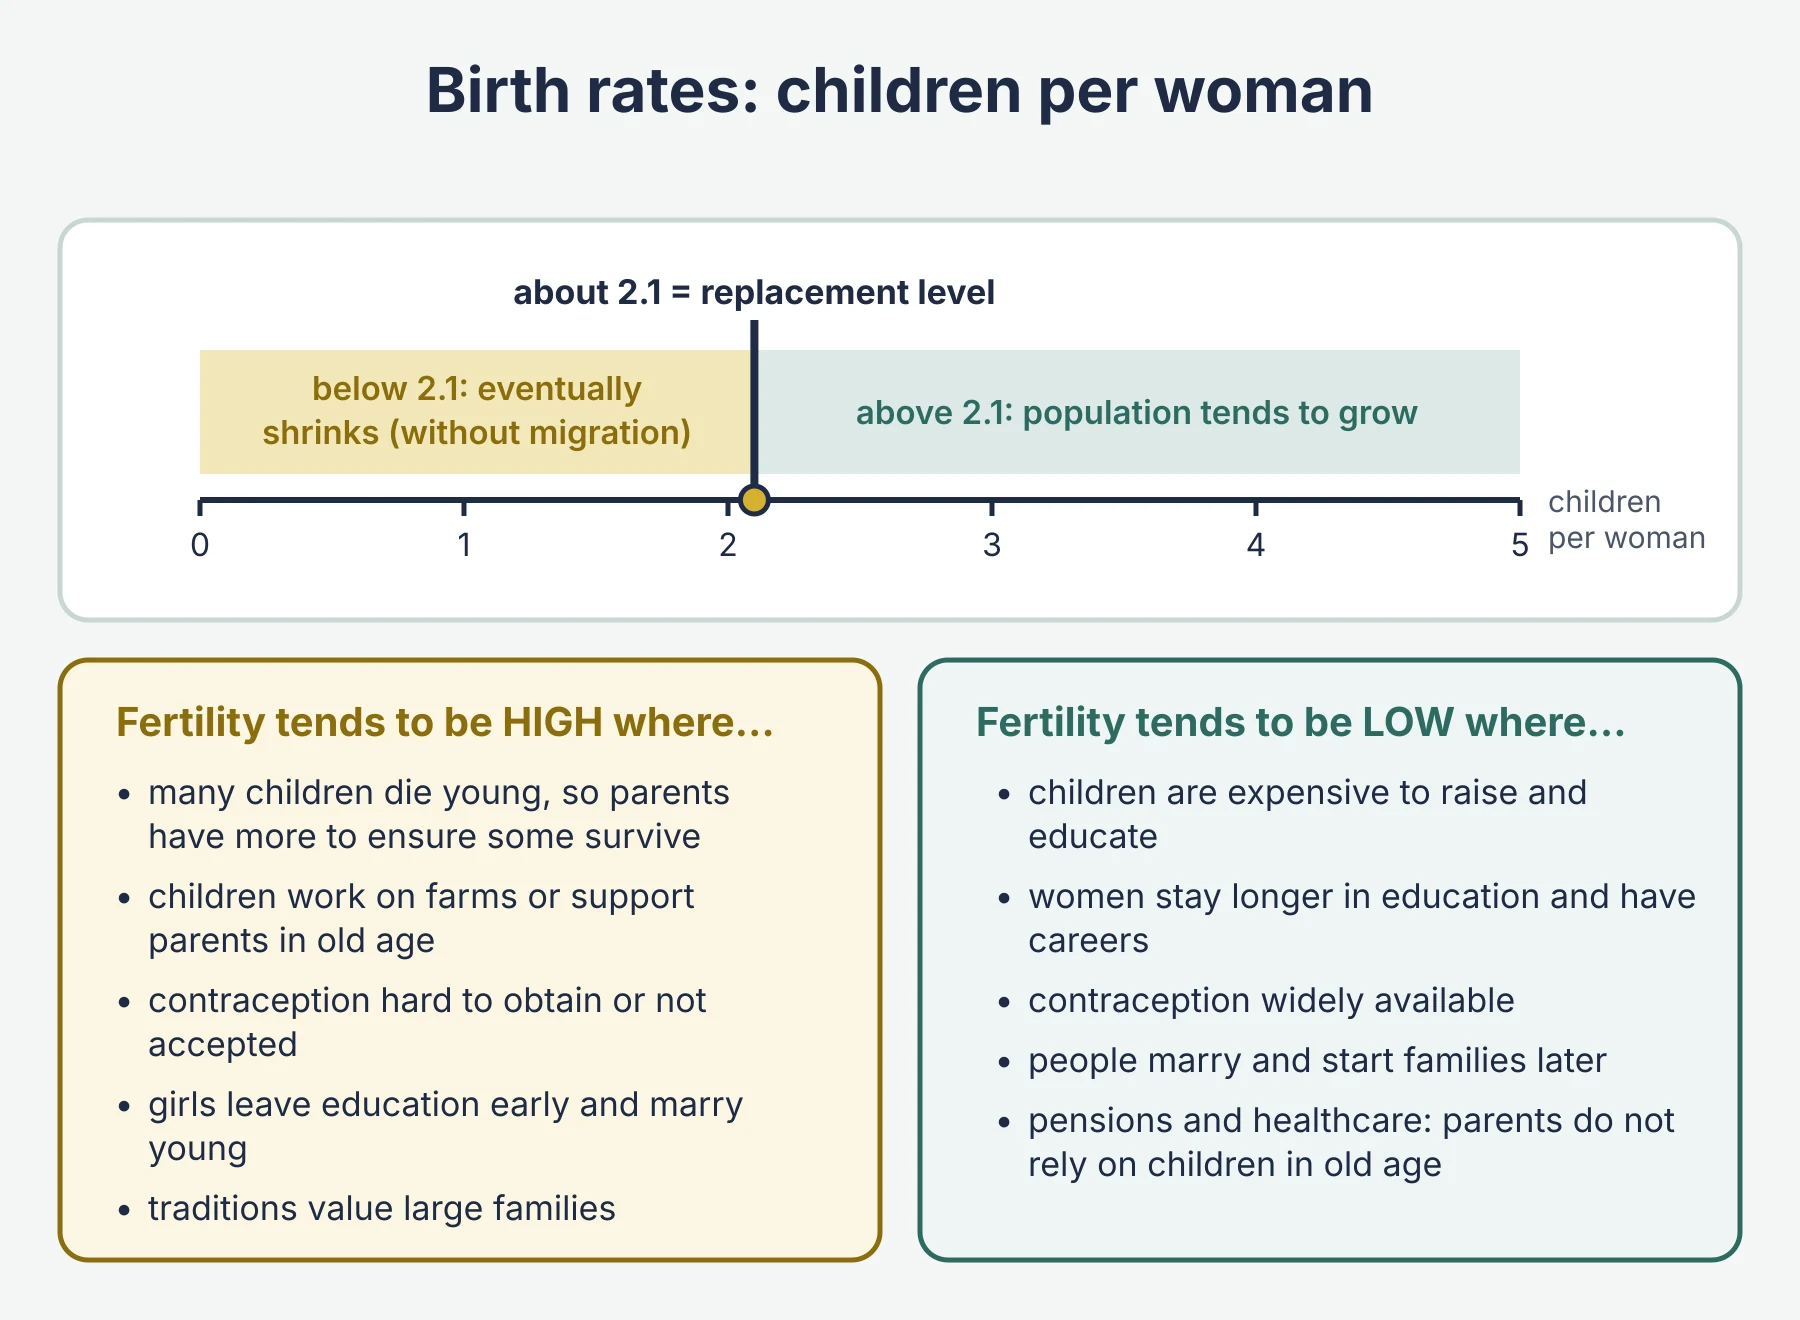 Birth rates: children per woman
about 2.1 = replacement level
below 2.1: eventually
shrinks (without migration)
above 2.1: population tends to grow
0 1 2 3 4 5
children
per woman
Fertility tends to be HIGH where...
• many children die young, so parents
have more to ensure some survive
• children work on farms or support
parents in old age
• contraception hard to obtain or not
accepted
• girls leave education early and marry
young
• traditions value large families
Fertility tends to be LOW where...
• children are expensive to raise and
educate
• women stay longer in education and have
careers
• contraception widely available
• people marry and start families later
• pensions and healthcare: parents do not
rely on children in old age